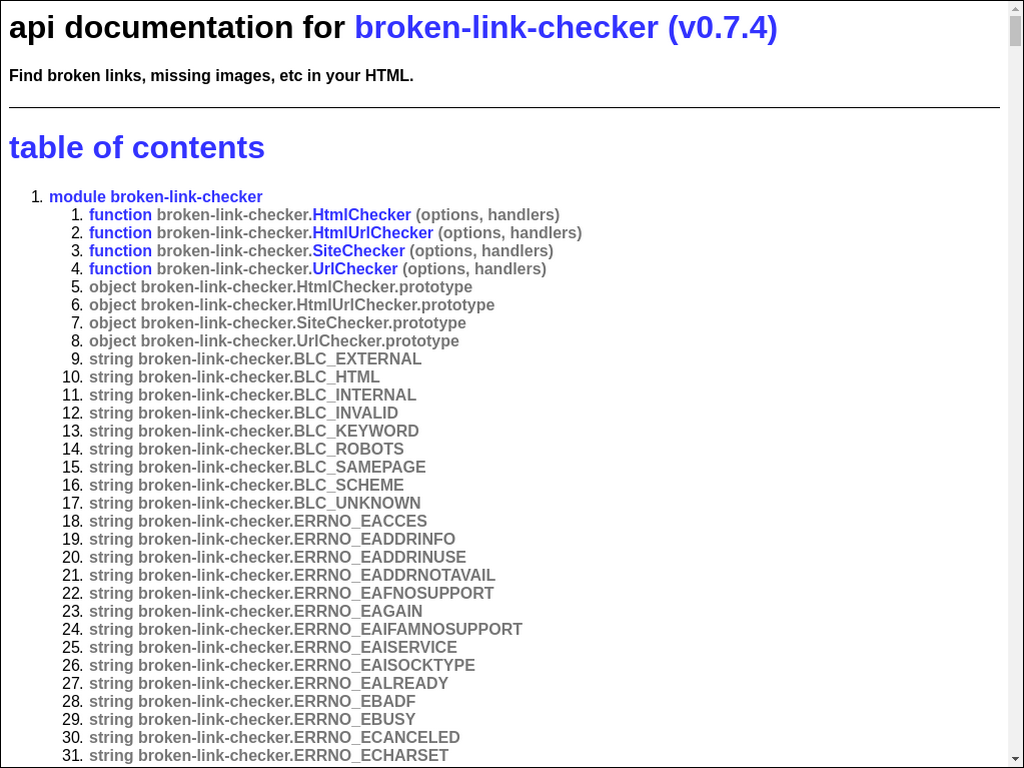 api documentation for broken-link-checker (v0.7.4)
Find broken links, missing images, etc in your HTML.
table of contents
1. module broken-link-checker
1. function broken-link-checker.HtmlChecker (options, handlers)
2. function broken-link-checker.HtmlUrlChecker (options, handlers)
3. function broken-link-checker.SiteChecker (options, handlers)
4. function broken-link-checker.UrlChecker (options, handlers)
5. object broken-link-checker.HtmlChecker.prototype
6. object broken-link-checker.HtmlUrlChecker.prototype
7. object broken-link-checker.SiteChecker.prototype
8. object broken-link-checker.UrlChecker.prototype
9. string broken-link-checker.BLC_EXTERNAL
10. string broken-link-checker.BLC_HTML
11. string broken-link-checker.BLC_INTERNAL
12. string broken-link-checker.BLC_INVALID
13. string broken-link-checker.BLC_KEYWORD
14. string broken-link-checker.BLC_ROBOTS
15. string broken-link-checker.BLC_SAMEPAGE
16. string broken-link-checker.BLC_SCHEME
17. string broken-link-checker.BLC_UNKNOWN
18. string broken-link-checker.ERRNO_EACCES
19. string broken-link-checker.ERRNO_EADDRINFO
20. string broken-link-checker.ERRNO_EADDRINUSE
21. string broken-link-checker.ERRNO_EADDRNOTAVAIL
22. string broken-link-checker.ERRNO_EAFNOSUPPORT
23. string broken-link-checker.ERRNO_EAGAIN
24. string broken-link-checker.ERRNO_EAIFAMNOSUPPORT
25. string broken-link-checker.ERRNO_EAISERVICE
26. string broken-link-checker.ERRNO_EAISOCKTYPE
27. string broken-link-checker.ERRNO_EALREADY
28. string broken-link-checker.ERRNO_EBADF
29. string broken-link-checker.ERRNO_EBUSY
30. string broken-link-checker.ERRNO_ECANCELED
31. string broken-link-checker.ERRNO_ECHARSET